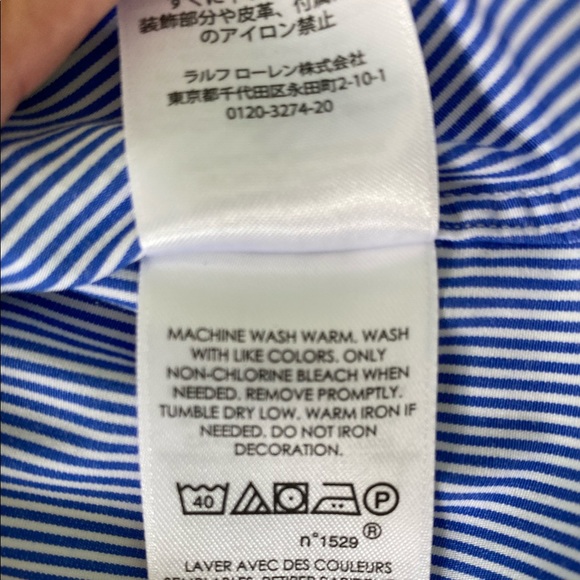 装飾部分や皮革、付属
のアイロン禁止
ラルフ ローレン株式会社
東京都千代田区永田町2-10-1
0120-3274-20
MACHINE WASH WARM. WASH
WITH LIKE COLORS. ONLY
NON-CHLORINE BLEACH WHEN
NEEDED. REMOVE PROMPTLY.
TUMBLE DRY LOW. WARM IRON IF
NEEDED. DO NOT IRON
DECORATION.
40 P
n°1529 ®
LAVER AVEC DES COULEURS